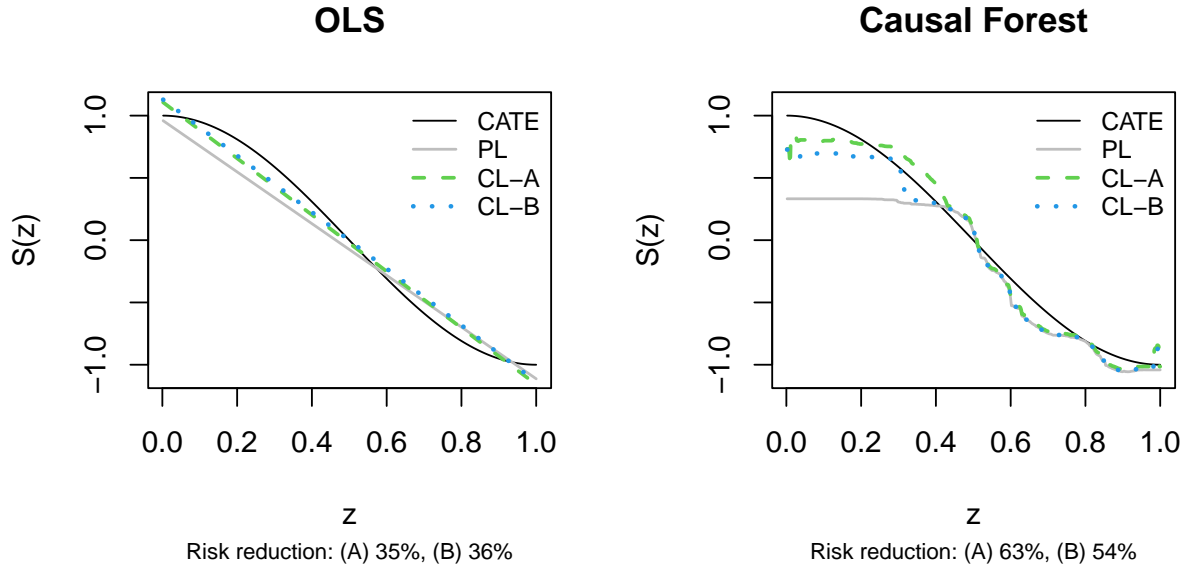 OLS
S(z)
1.0
0.0
−1.0
CATE
PL
CL−A
CL−B
0.0 0.2 0.4 0.6 0.8 1.0
z
Risk reduction: (A) 35%, (B) 36%
Causal Forest
S(z)
1.0
0.0
−1.0
CATE
PL
CL−A
CL−B
0.0 0.2 0.4 0.6 0.8 1.0
z
Risk reduction: (A) 63%, (B) 54%